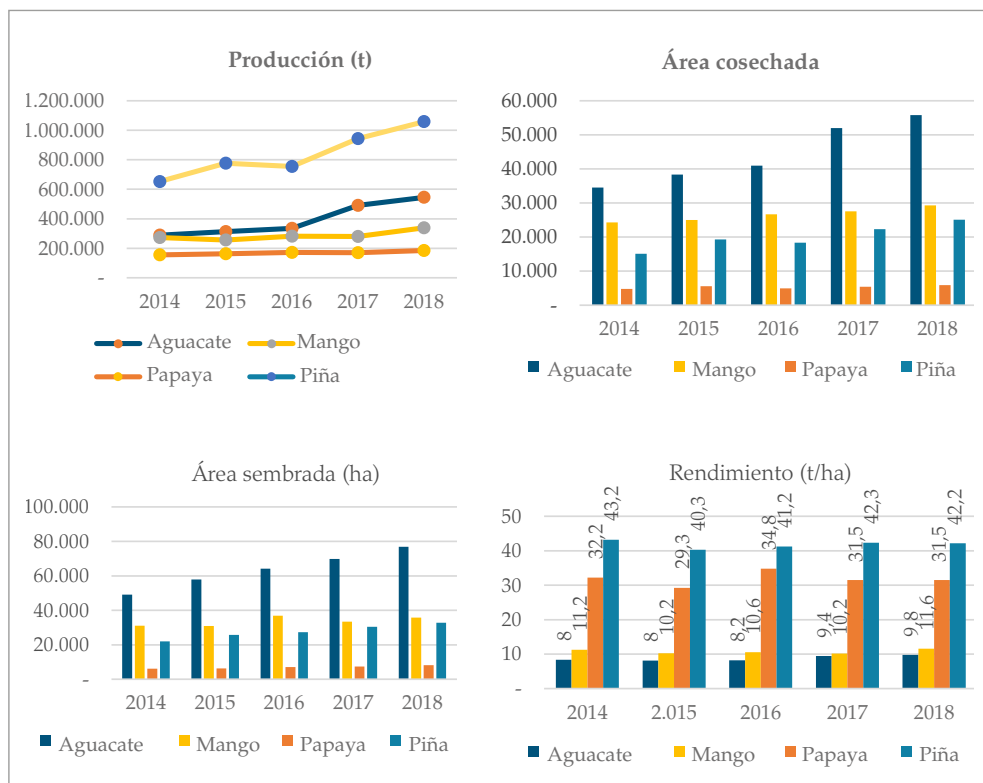 Producción (t)
1.200.000
1.000.000
800.000
600.000
400.000
200.000
-
2014 2015 2016 2017 2018
Aguacate Mango
Papaya Piña
Área cosechada
60.000
50.000
40.000
30.000
20.000
10.000
-
2014 2015 2016 2017 2018
Aguacate Mango Papaya Piña
Área sembrada (ha)
100.000
80.000
60.000
40.000
20.000
-
2014 2015 2016 2017 2018
Aguacate Mango Papaya Piña
Rendimiento (t/ha)
50
40
30
20
10
-
8 11,2 32,2 43,2
8 10,2 29,3 40,3
8,2 10,6 34,8 41,2
9,4 10,2 31,5 42,3
9,8 11,6 31,5 42,2
2014 2.015 2016 2017 2018
Aguacate Mango Papaya Piña